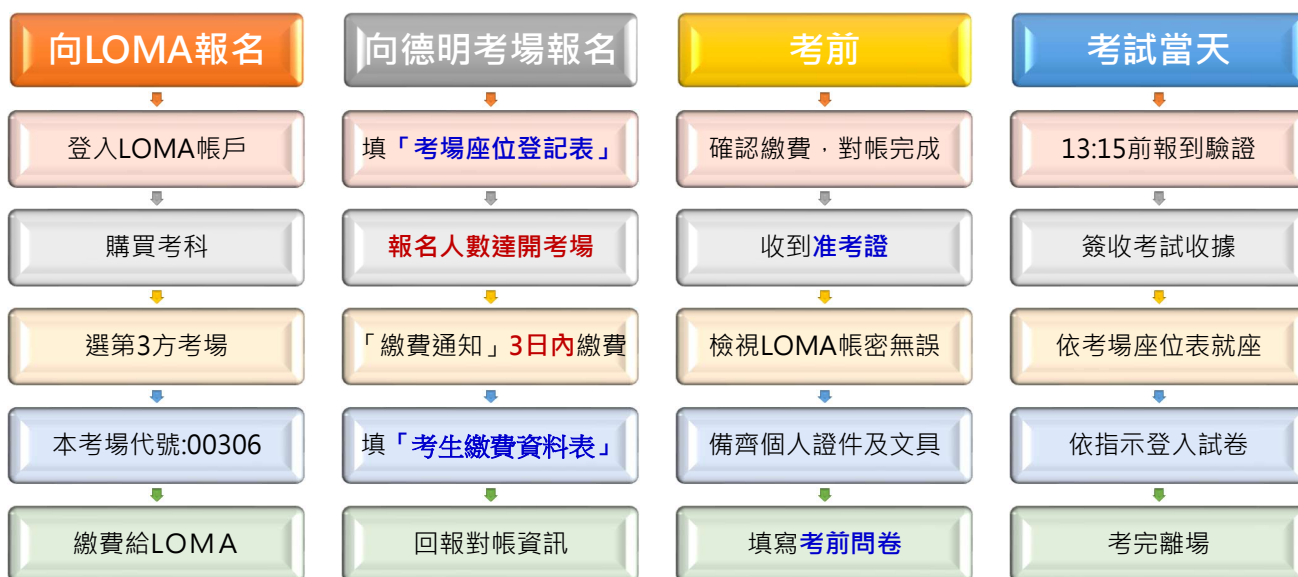 向LOMA報名
登入LOMA帳戶
購買考科
選第3方考場
本考場代號:00306
繳費給LOMA
向德明考場報名
填「考場座位登記表」
報名人數達開考場
「繳費通知」3日內繳費
填「考生繳費資料表」
回報對帳資訊
考前
確認繳費，對帳完成
收到准考證
檢視LOMA帳密無誤
備齊個人證件及文具
填寫考前問卷
考試當天
13:15前報到驗證
簽收考試收據
依考場座位表就座
依指示登入試卷
考完離場